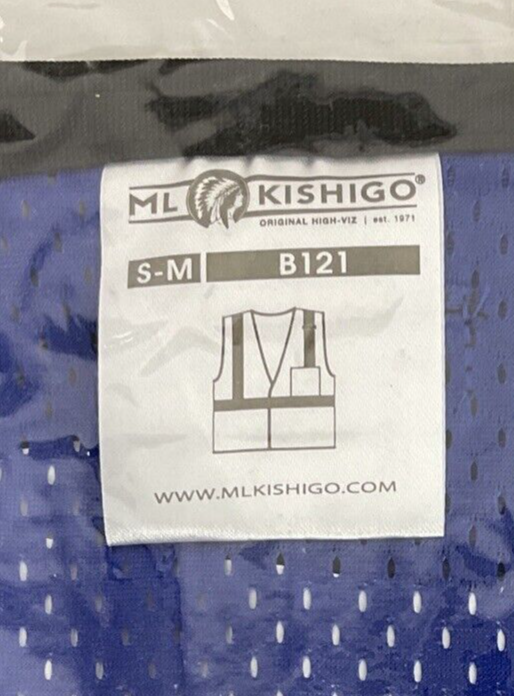 ML KISHIGO®
ORIGINAL HIGH-VIZ | est. 1971
S-M B121
WWW.MLKISHIGO.COM